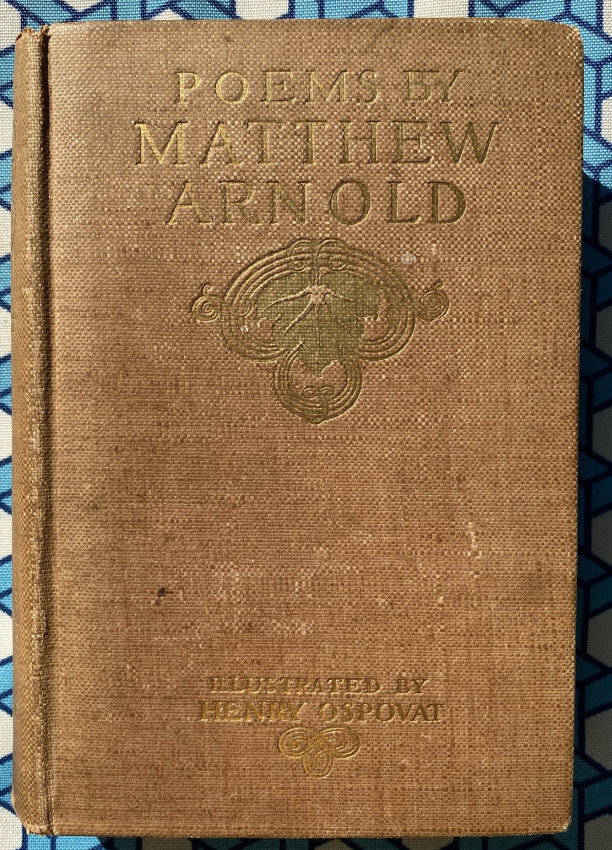 POEMS BY
MATTHEW
ARNOLD
ILLUSTRATED BY
HENRY OSPOVAT